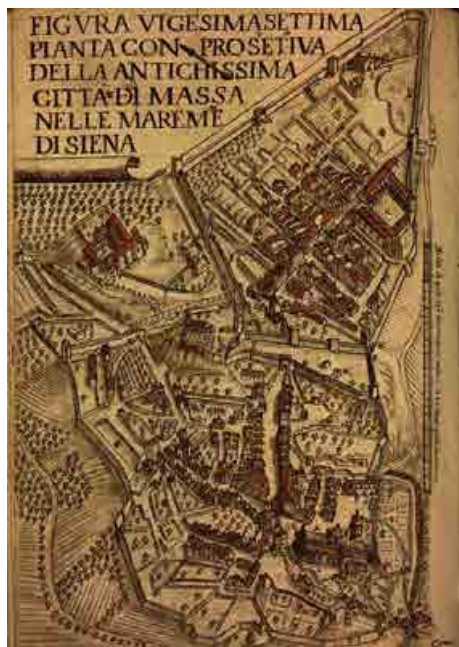 FIGVRA VIGESIMASETTIMA
PIANTA CON PROSETIVA
DELLA ANTICHISSIMA
CITTA DI MASSA
NELLE MAREME
DI SIENA